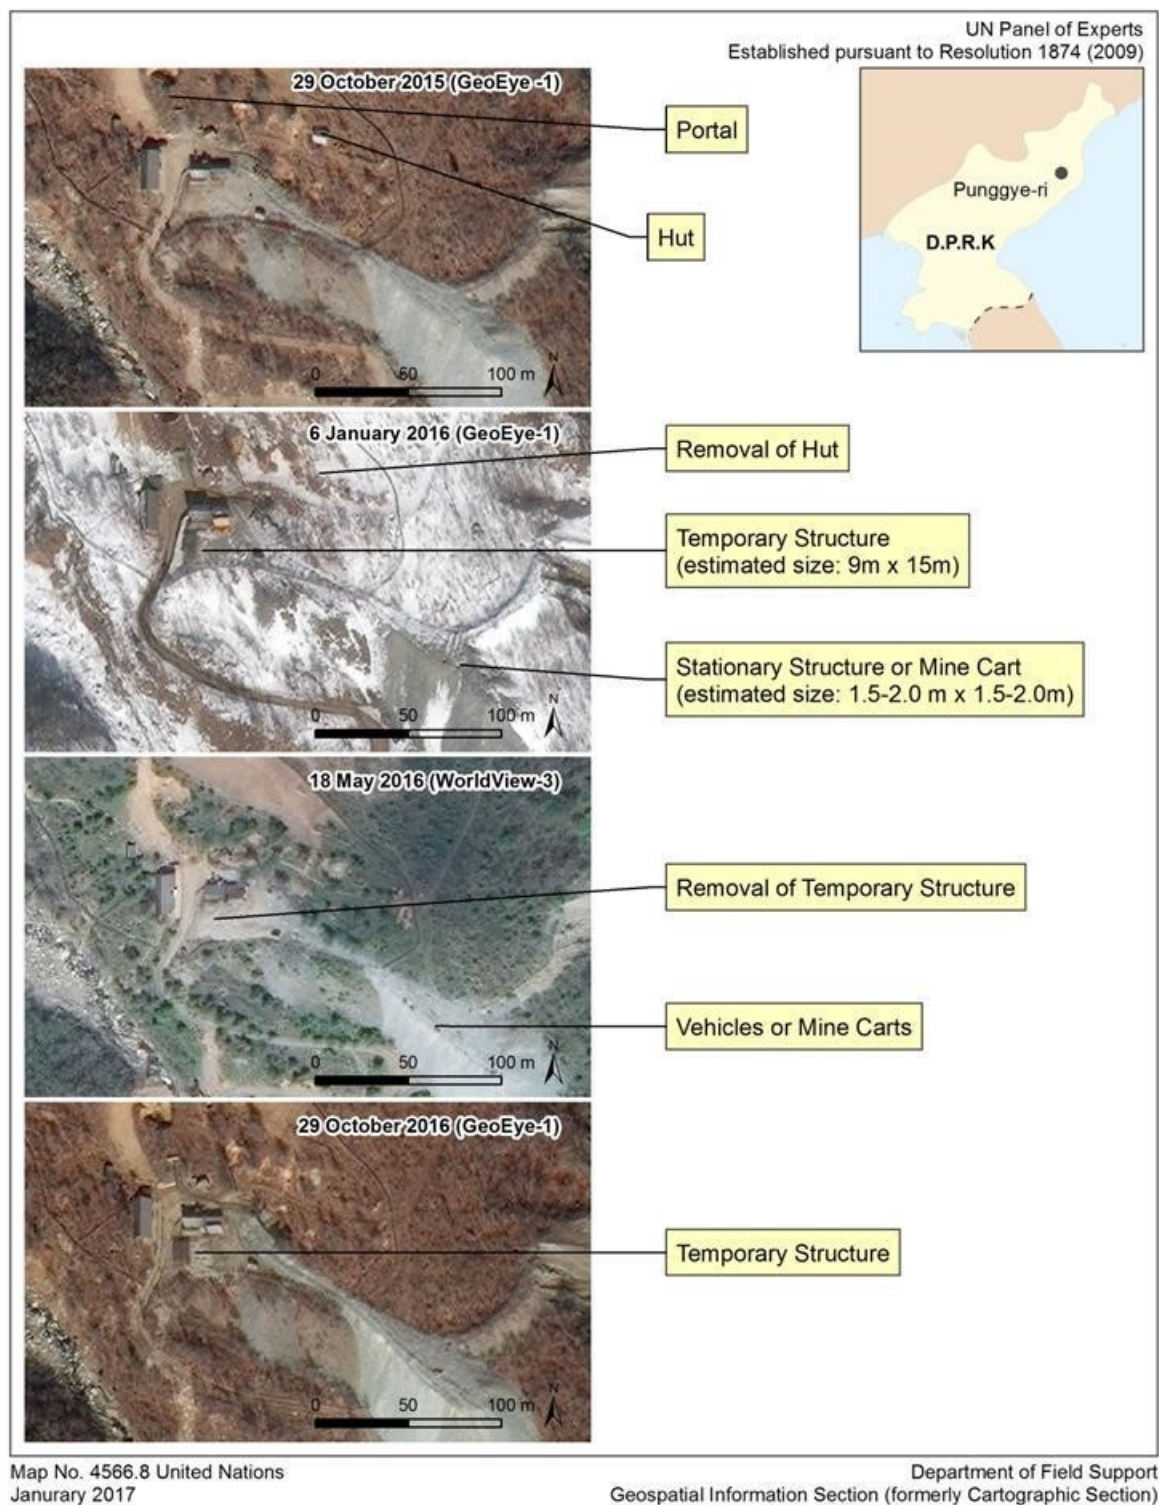 UN Panel of Experts
Established pursuant to Resolution 1874 (2009)
29 October 2015 (GeoEye -1)
Portal
Hut
Punggye-ri
D.P.R.K
N
0 50 100 m
6 January 2016 (GeoEye-1)
Removal of Hut
Temporary Structure
(estimated size: 9m x 15m)
Stationary Structure or Mine Cart
(estimated size: 1.5-2.0 m x 1.5-2.0m)
N
0 50 100 m
18 May 2016 (WorldView-3)
Removal of Temporary Structure
Vehicles or Mine Carts
N
0 50 100 m
29 October 2016 (GeoEye-1)
Temporary Structure
N
0 50 100 m
Map No. 4566.8 United Nations
Janurary 2017
Department of Field Support
Geospatial Information Section (formerly Cartographic Section)